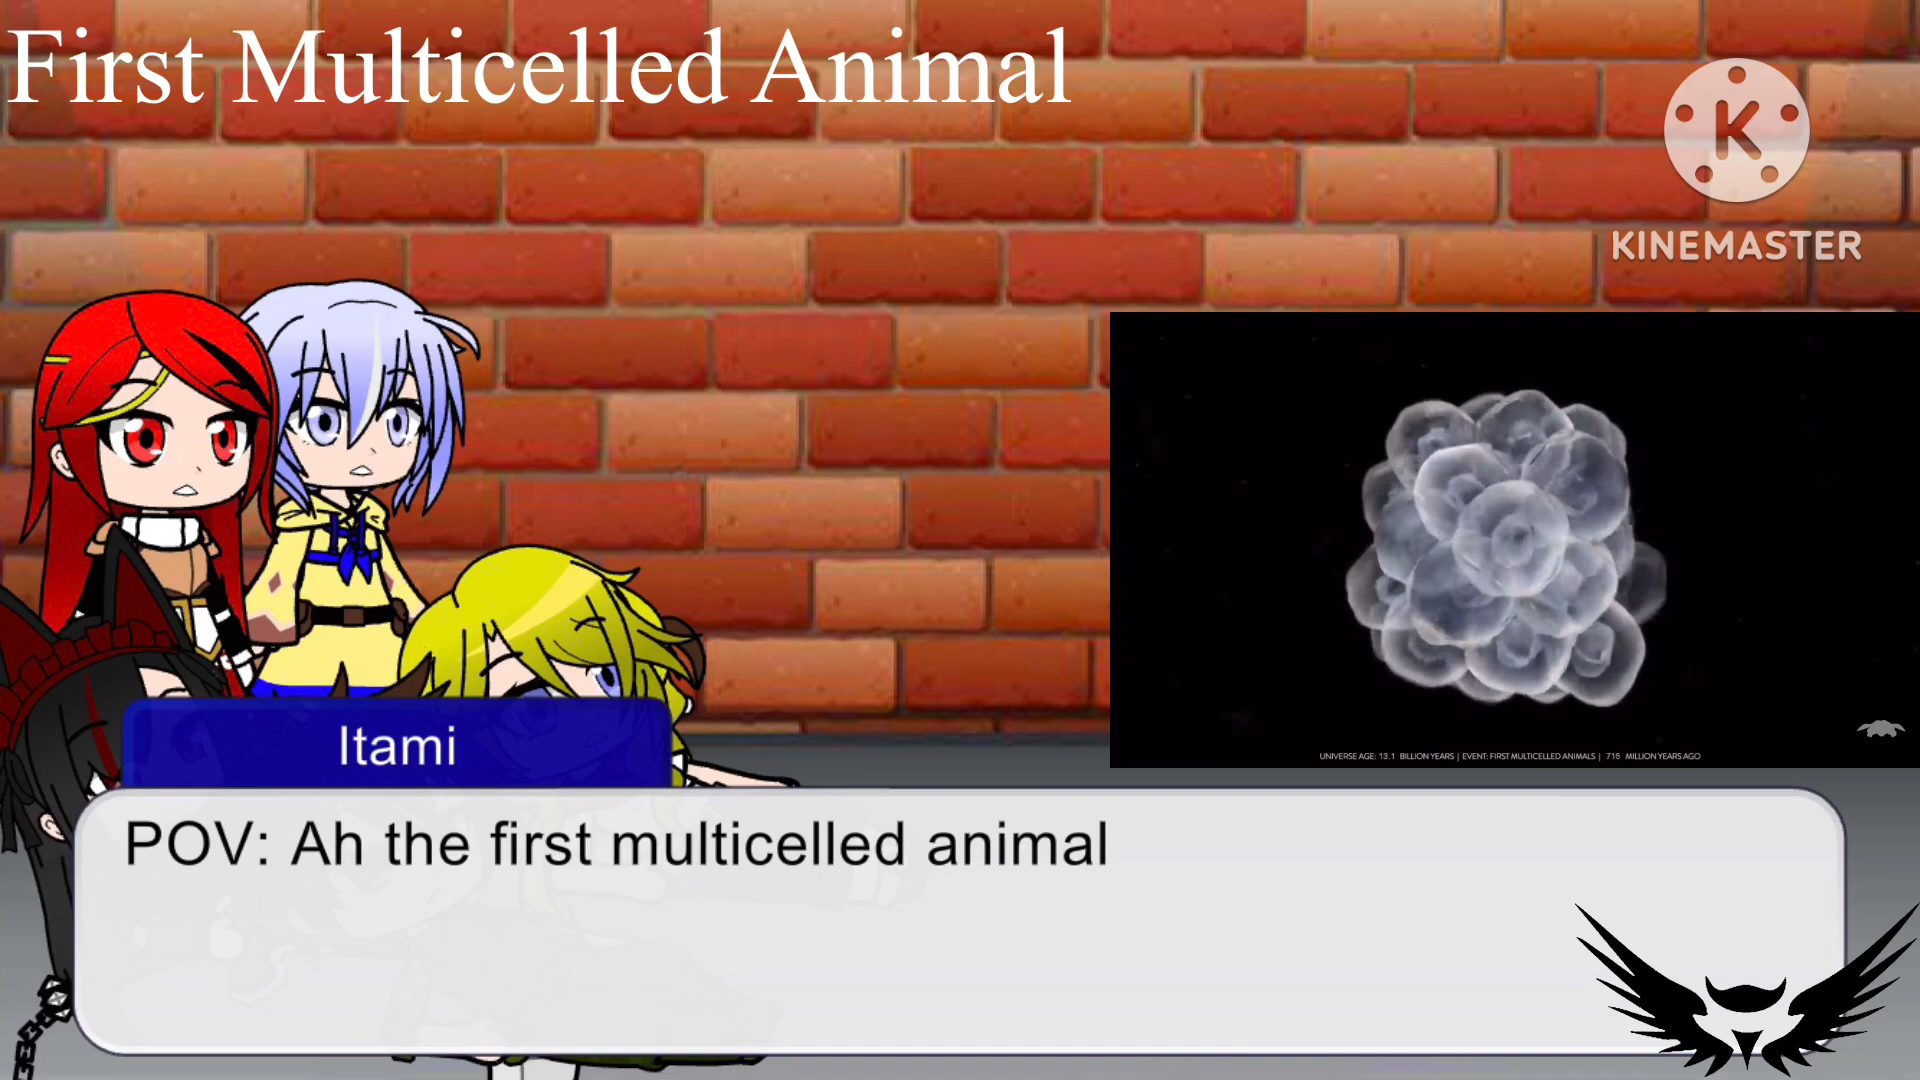 First Multicelled Animal
K
KINEMASTER
UNIVERSE AGE: 13.1 BILLION YEARS | EVENT: FIRST MULTICELLED ANIMALS | 716 MILLION YEARS AGO
Itami
POV: Ah the first multicelled animal